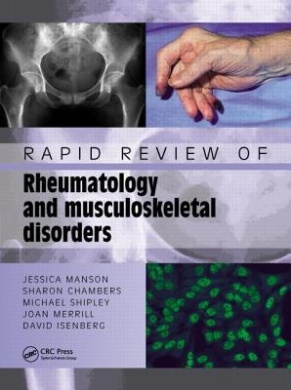 RAPID REVIEW OF
Rheumatology
and musculoskeletal
disorders
JESSICA MANSON
SHARON CHAMBERS
MICHAEL SHIPLEY
JOAN MERRILL
DAVID ISENBERG
CRC Press
Taylor & Francis Group